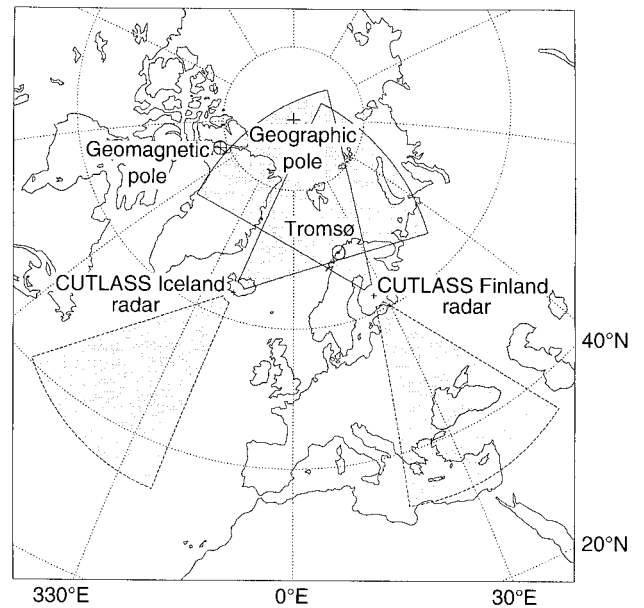 Geomagnetic
pole
Geographic
pole
Tromsø
CUTLASS Iceland
radar
CUTLASS Finland
radar
40°N
20°N
330°E
0°E
30°E